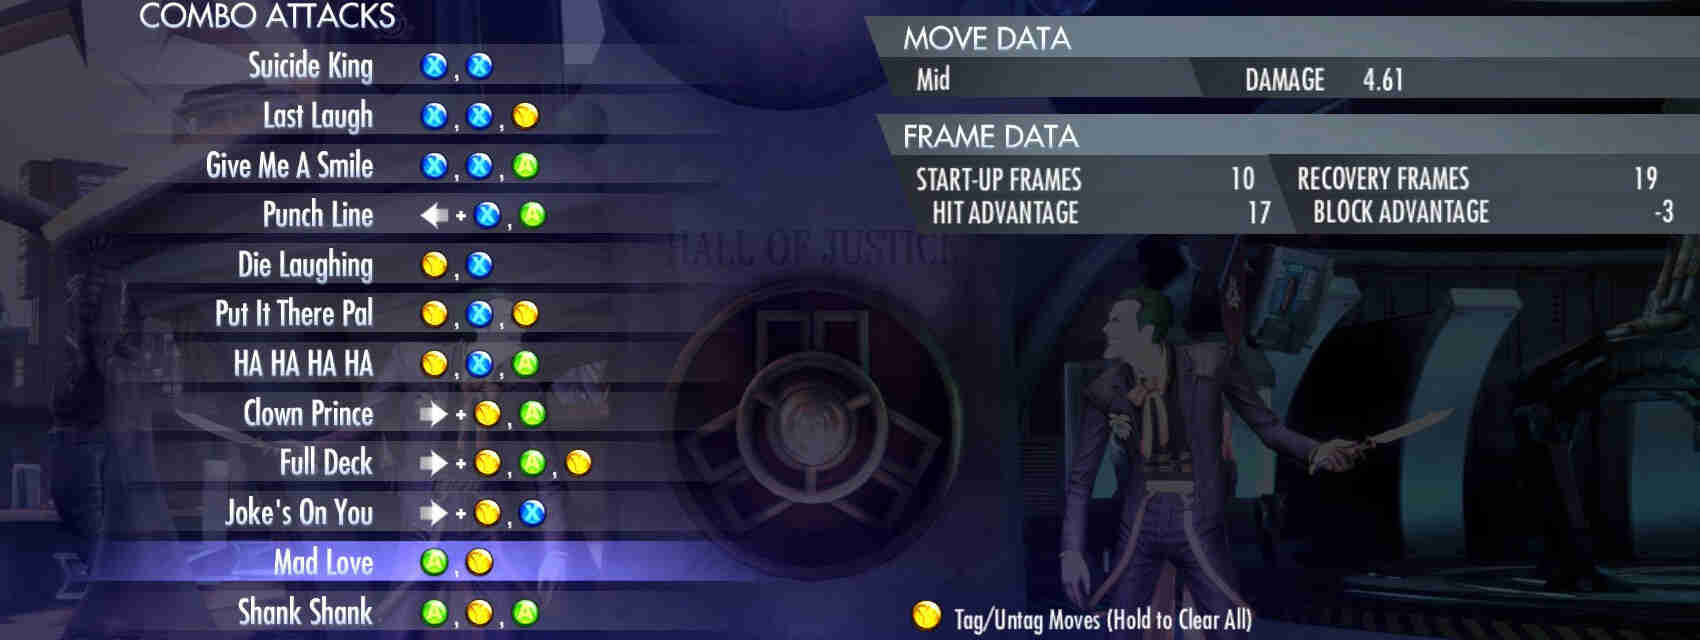 COMBO ATTACKS
Suicide King X , X
Last Laugh X , X , Y
Give Me A Smile X , X , A
Punch Line + X , A
Die Laughing Y , X
Put It There Pal Y , X , Y
HA HA HA HA Y , X , A
Clown Prince + Y , A
Full Deck + Y , A , Y
Joke's On You + Y , X
Mad Love A , Y
Shank Shank A , Y , A
MOVE DATA
Mid DAMAGE 4.61
FRAME DATA
START-UP FRAMES 10 RECOVERY FRAMES 19
HIT ADVANTAGE 17 BLOCK ADVANTAGE -3
HALL OF JUSTICE
Y Tag/Untag Moves (Hold to Clear All)